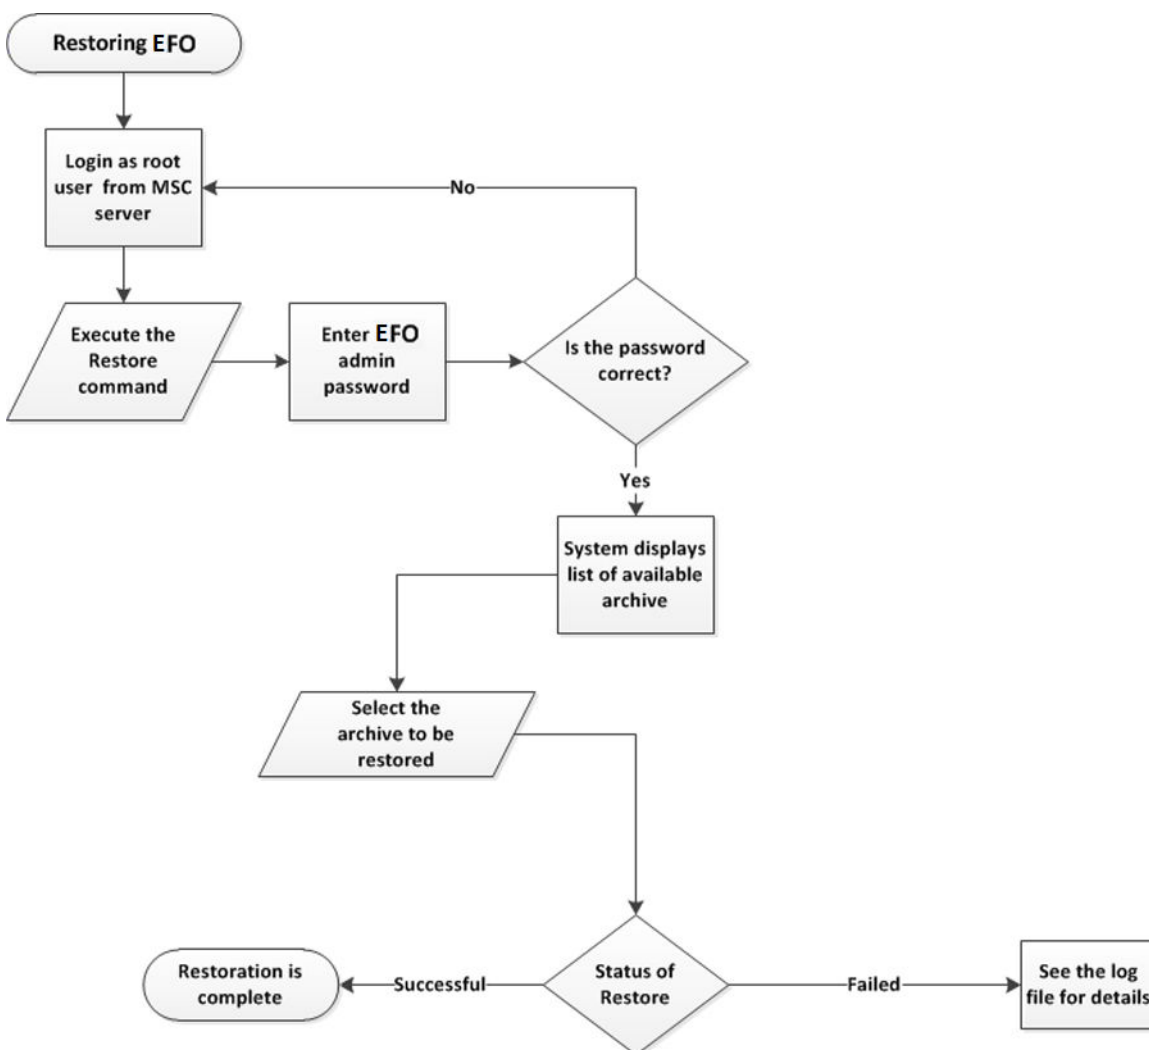 Restoring EFO
Login as root
user from MSC
server
No
Execute the
Restore
command
Enter EFO
admin
password
Is the password
correct?
Yes
System displays
list of available
archive
Select the
archive to be
restored
Restoration is
complete
Successful
Status of
Restore
Failed
See the log
file for details